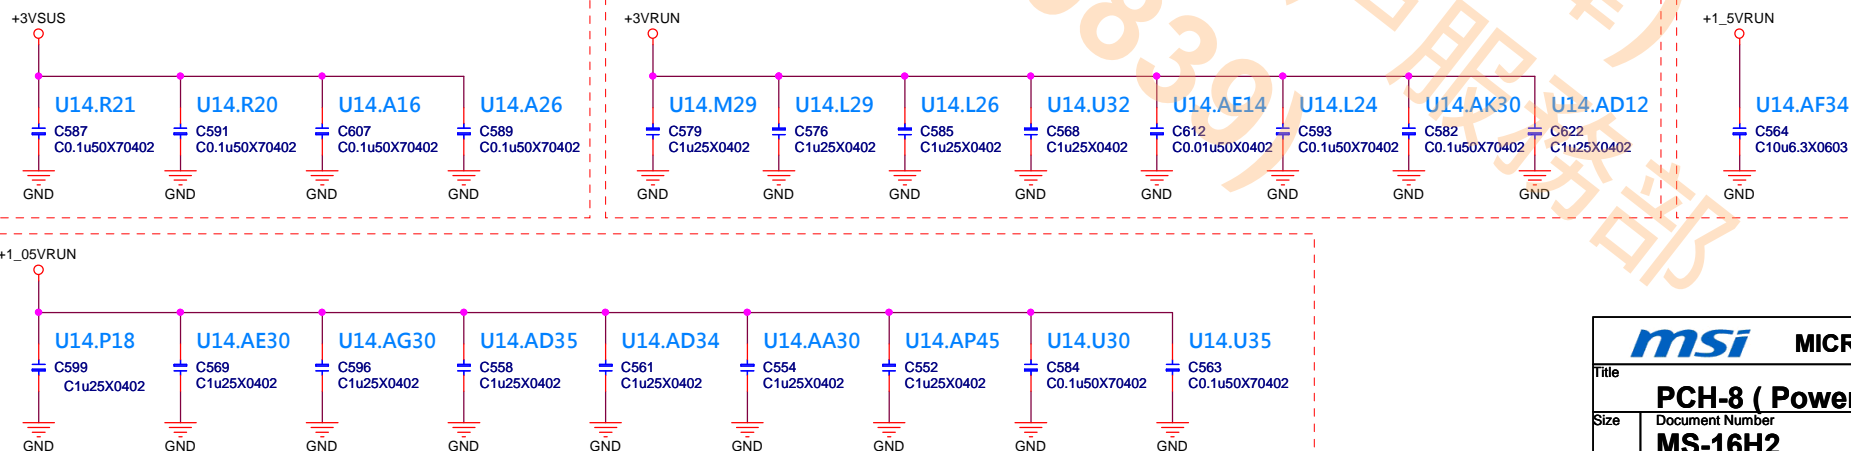 +3VSUS
+3VRUN
+1_5VRUN
U14.R21 U14.R20 U14.A16 U14.A26 U14.M29 U14.L29 U14.L26 U14.U32 U14.AE14 U14.L24 U14.AK30 U14.AD12 U14.AF34
C587 C591 C607 C589 C579 C576 C585 C568 C612 C593 C582 C622 C564
C0.1u50X70402 C0.1u50X70402 C0.1u50X70402 C0.1u50X70402 C1u25X0402 C1u25X0402 C1u25X0402 C1u25X0402 C0.01u50X0402 C0.1u50X70402 C0.1u50X70402 C1u25X0402 C10u6.3X0603
GND GND GND GND GND GND GND GND GND GND GND GND GND
+1_05VRUN
U14.P18 U14.AE30 U14.AG30 U14.AD35 U14.AD34 U14.AA30 U14.AP45 U14.U30 U14.U35
C599 C569 C596 C558 C561 C554 C552 C584 C563
C1u25X0402 C1u25X0402 C1u25X0402 C1u25X0402 C1u25X0402 C1u25X0402 C1u25X0402 C0.1u50X70402 C0.1u50X70402
GND GND GND GND GND GND GND GND GND
msi MICR
Title
PCH-8 ( Power
Size Document Number
MS-16H2
839)
服務部